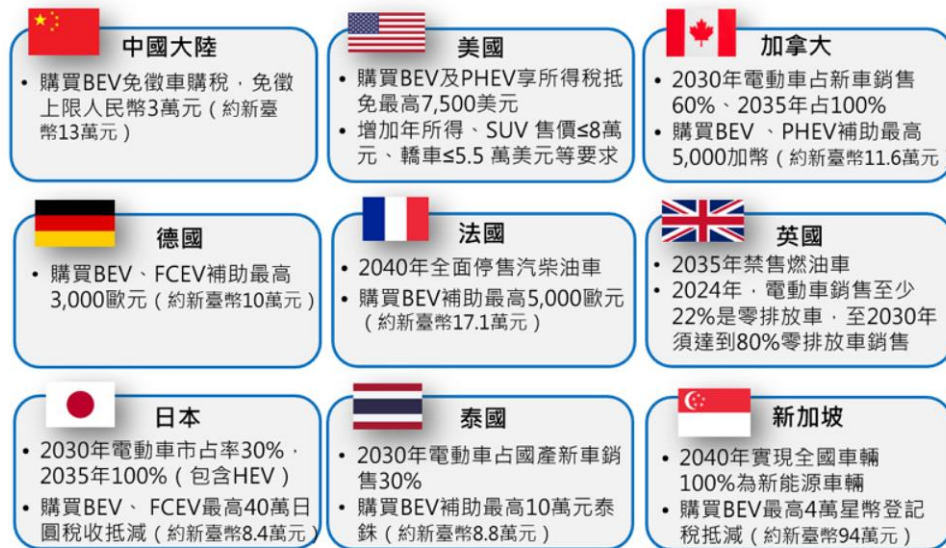 中國大陸
• 購買BEV免徵車購稅，免徵
上限人民幣3萬元（約新臺
幣13萬元）
美國
• 購買BEV及PHEV享所得稅抵
免最高7,500美元
• 增加年所得、SUV 售價≤8萬
元、轎車≤5.5 萬美元等要求
加拿大
• 2030年電動車占新車銷售
60%、2035年占100%
• 購買BEV 、PHEV補助最高
5,000加幣（約新臺幣11.6萬元）
德國
• 購買BEV、FCEV補助最高
3,000歐元（約新臺幣10萬元）
法國
• 2040年全面停售汽柴油車
• 購買BEV補助最高5,000歐元
（約新臺幣17.1萬元）
英國
• 2035年禁售燃油車
• 2024年，電動車銷售至少
22%是零排放車，至2030年
須達到80%零排放車銷售
日本
• 2030年電動車市占率30%，
2035年100%（包含HEV）
• 購買BEV、 FCEV最高40萬日
圓稅收抵減（約新臺幣8.4萬元）
泰國
• 2030年電動車占國產新車銷
售30%
• 購買BEV補助最高10萬元泰
銖（約新臺幣8.8萬元）
新加坡
• 2040年實現全國車輛
100%為新能源車輛
• 購買BEV最高4萬星幣登記
稅抵減（約新臺幣94萬元）